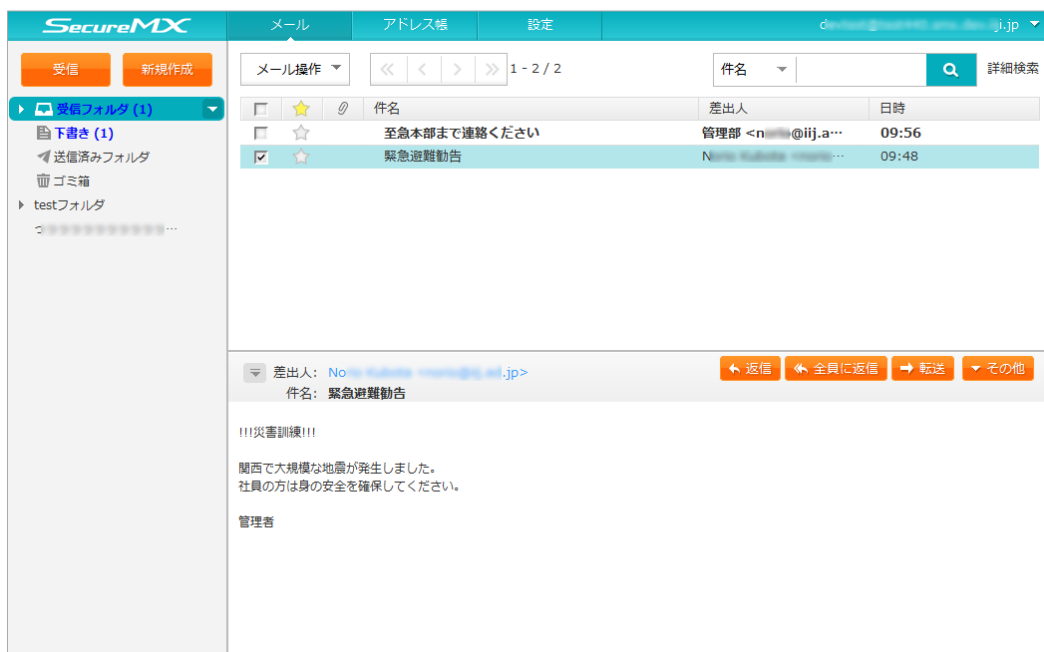 SecureMX メール アドレス帳 設定 i.jp
受信 新規作成
メール操作 1 - 2 / 2 件名 詳細検索
受信フォルダ (1)
下書き (1)
送信済みフォルダ
ゴミ箱
testフォルダ
件名 差出人 日時
至急本部まで連絡ください 管理部 <n @iij.a… 09:56
緊急避難勧告 N … 09:48
差出人: No .jp> 返信 全員に返信 転送 その他
件名: 緊急避難勧告
!!!災害訓練!!!
関西で大規模な地震が発生しました。
社員の方は身の安全を確保してください。
管理者